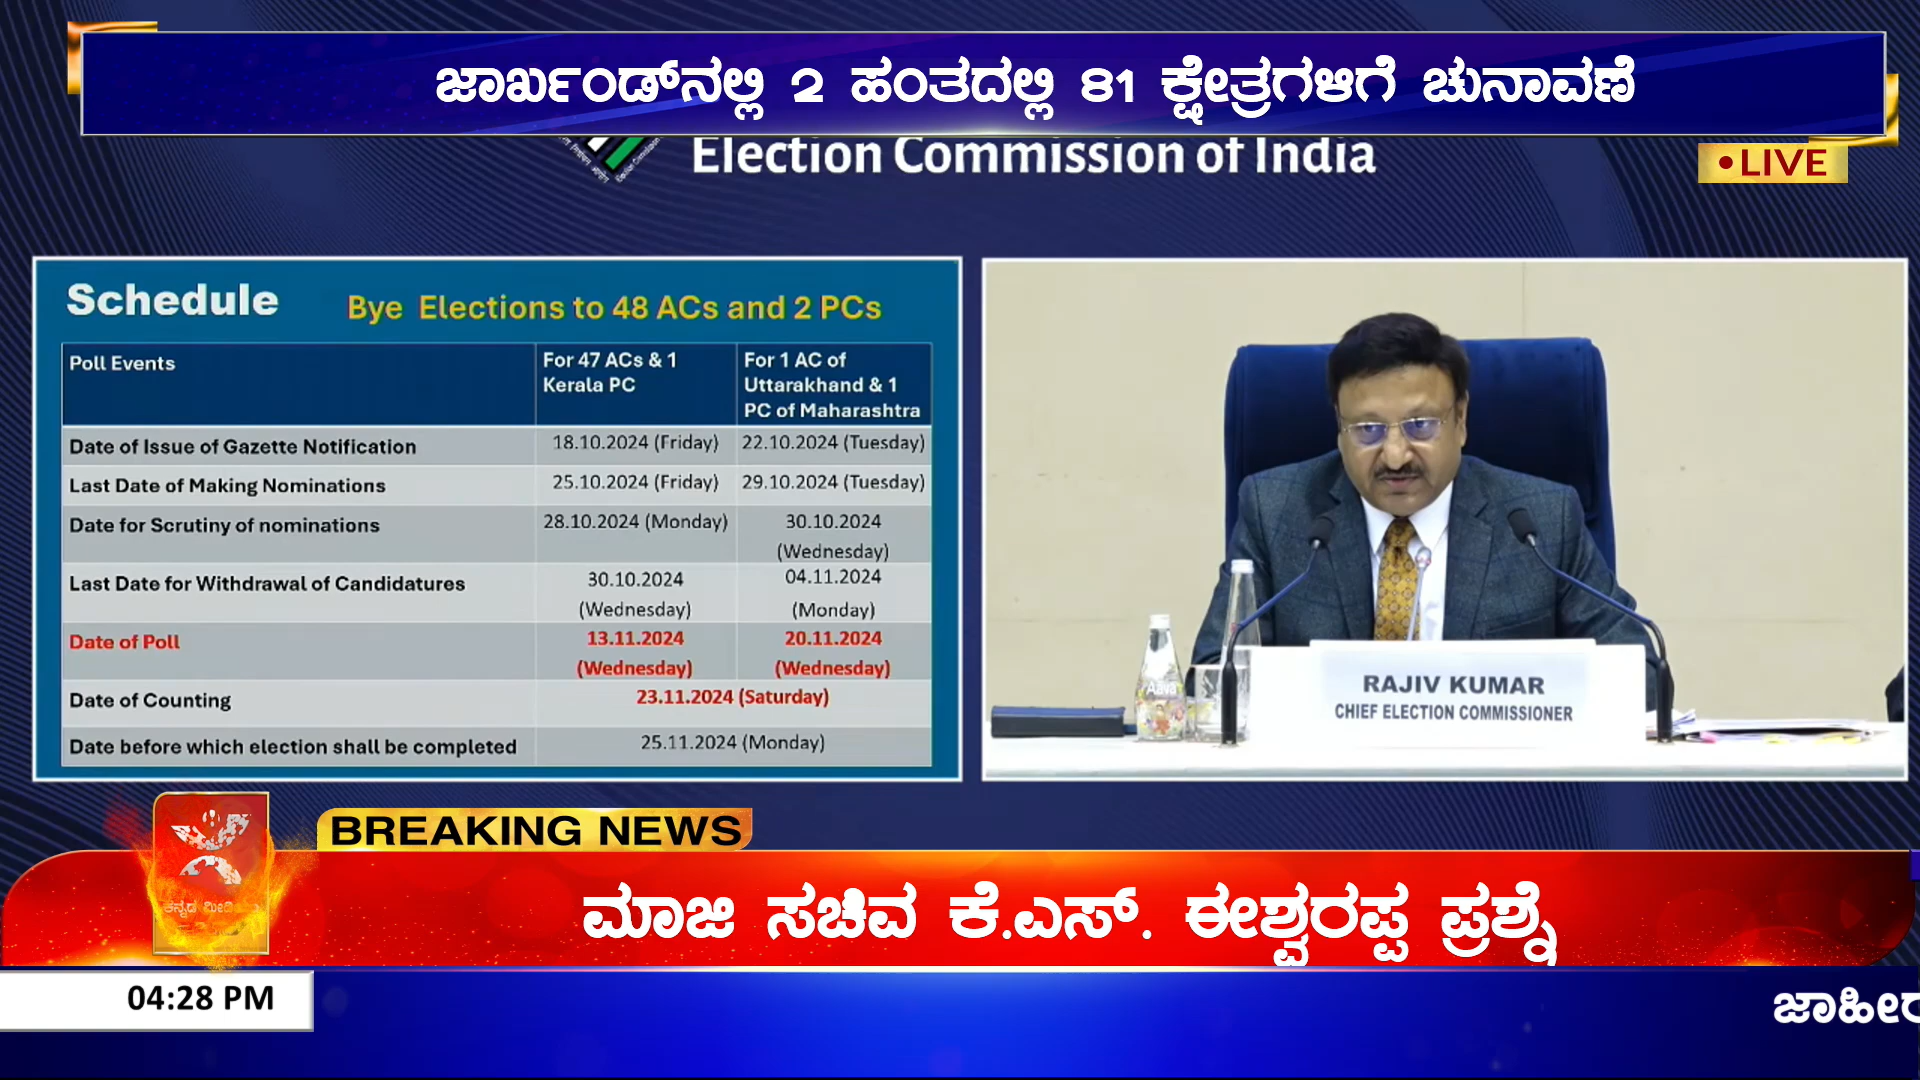 ಜಾರ್ಖಂಡ್‌ನಲ್ಲಿ 2 ಹಂತದಲ್ಲಿ 81 ಕ್ಷೇತ್ರಗಳಿಗೆ ಚುನಾವಣೆ
Election Commission of India
•LIVE
Schedule
Bye Elections to 48 ACs and 2 PCs
Poll Events
For 47 ACs & 1
Kerala PC
For 1 AC of
Uttarakhand & 1
PC of Maharashtra
Date of Issue of Gazette Notification
18.10.2024 (Friday)
22.10.2024 (Tuesday)
Last Date of Making Nominations
25.10.2024 (Friday)
29.10.2024 (Tuesday)
Date for Scrutiny of nominations
28.10.2024 (Monday)
30.10.2024
(Wednesday)
Last Date for Withdrawal of Candidatures
30.10.2024
(Wednesday)
04.11.2024
(Monday)
Date of Poll
13.11.2024
(Wednesday)
20.11.2024
(Wednesday)
Date of Counting
23.11.2024 (Saturday)
Date before which election shall be completed
25.11.2024 (Monday)
Aava
RAJIV KUMAR
CHIEF ELECTION COMMISSIONER
BREAKING NEWS
ಮಾಜಿ ಸಚಿವ ಕೆ.ಎಸ್. ಈಶ್ವರಪ್ಪ ಪ್ರಶ್ನೆ
04:28 PM